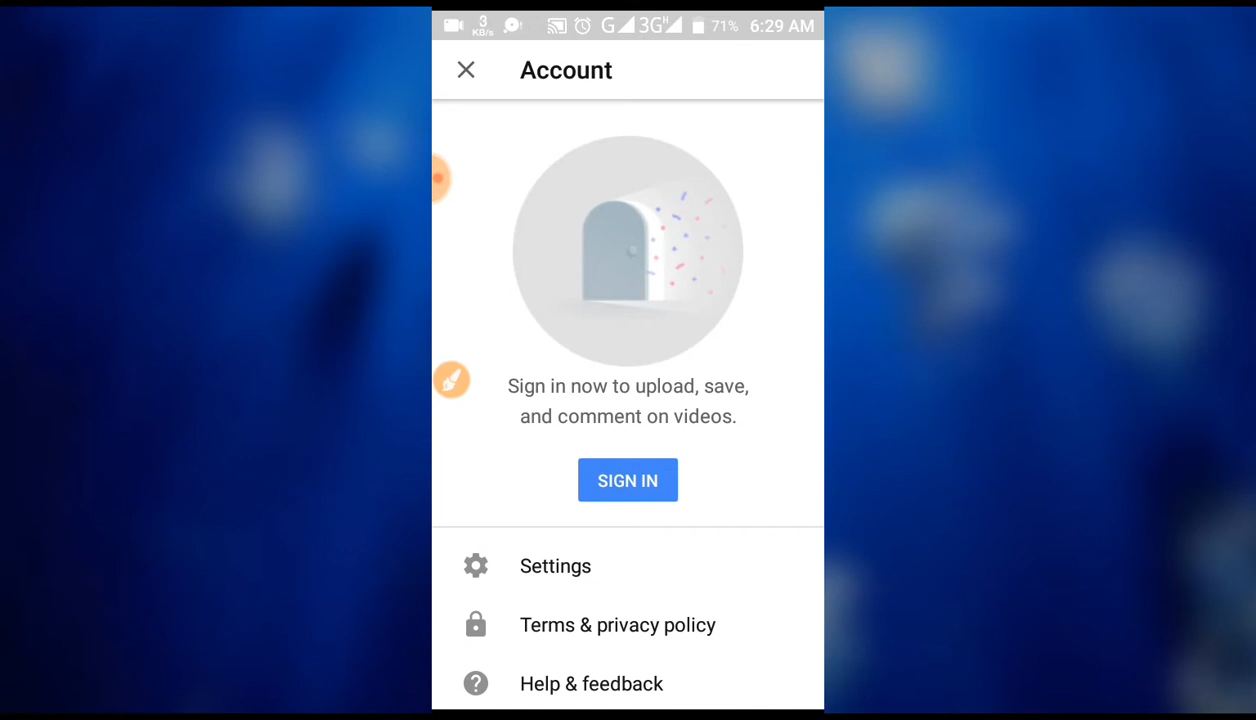 3 KB/s G 3G H 71% 6:29 AM
Account
Sign in now to upload, save,
and comment on videos.
SIGN IN
Settings
Terms & privacy policy
Help & feedback